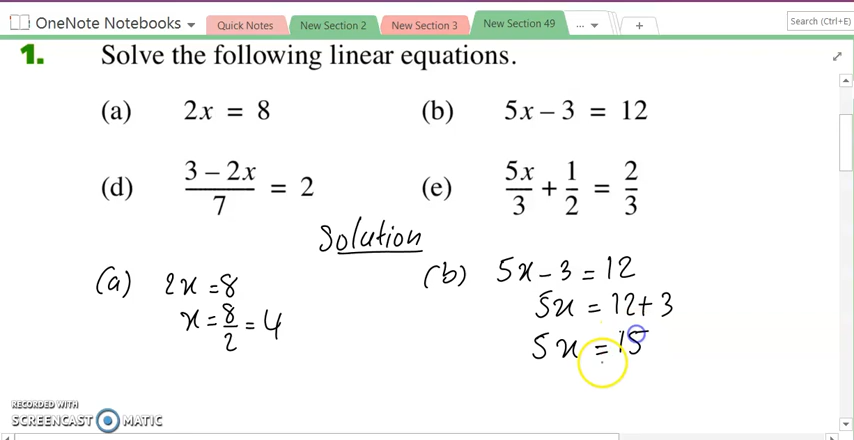 OneNote Notebooks Quick Notes New Section 2 New Section 3 New Section 49 ... + Search (Ctrl+E)
1. Solve the following linear equations.
(a) 2x = 8 (b) 5x – 3 = 12
(d) (3 – 2x)/7 = 2 (e) 5x/3 + 1/2 = 2/3
Solution
(a) 2x = 8 (b) 5x – 3 = 12
x = 8/2 = 4 5x = 12 + 3
5x = 15
RECORDED WITH
SCREENCAST MATIC